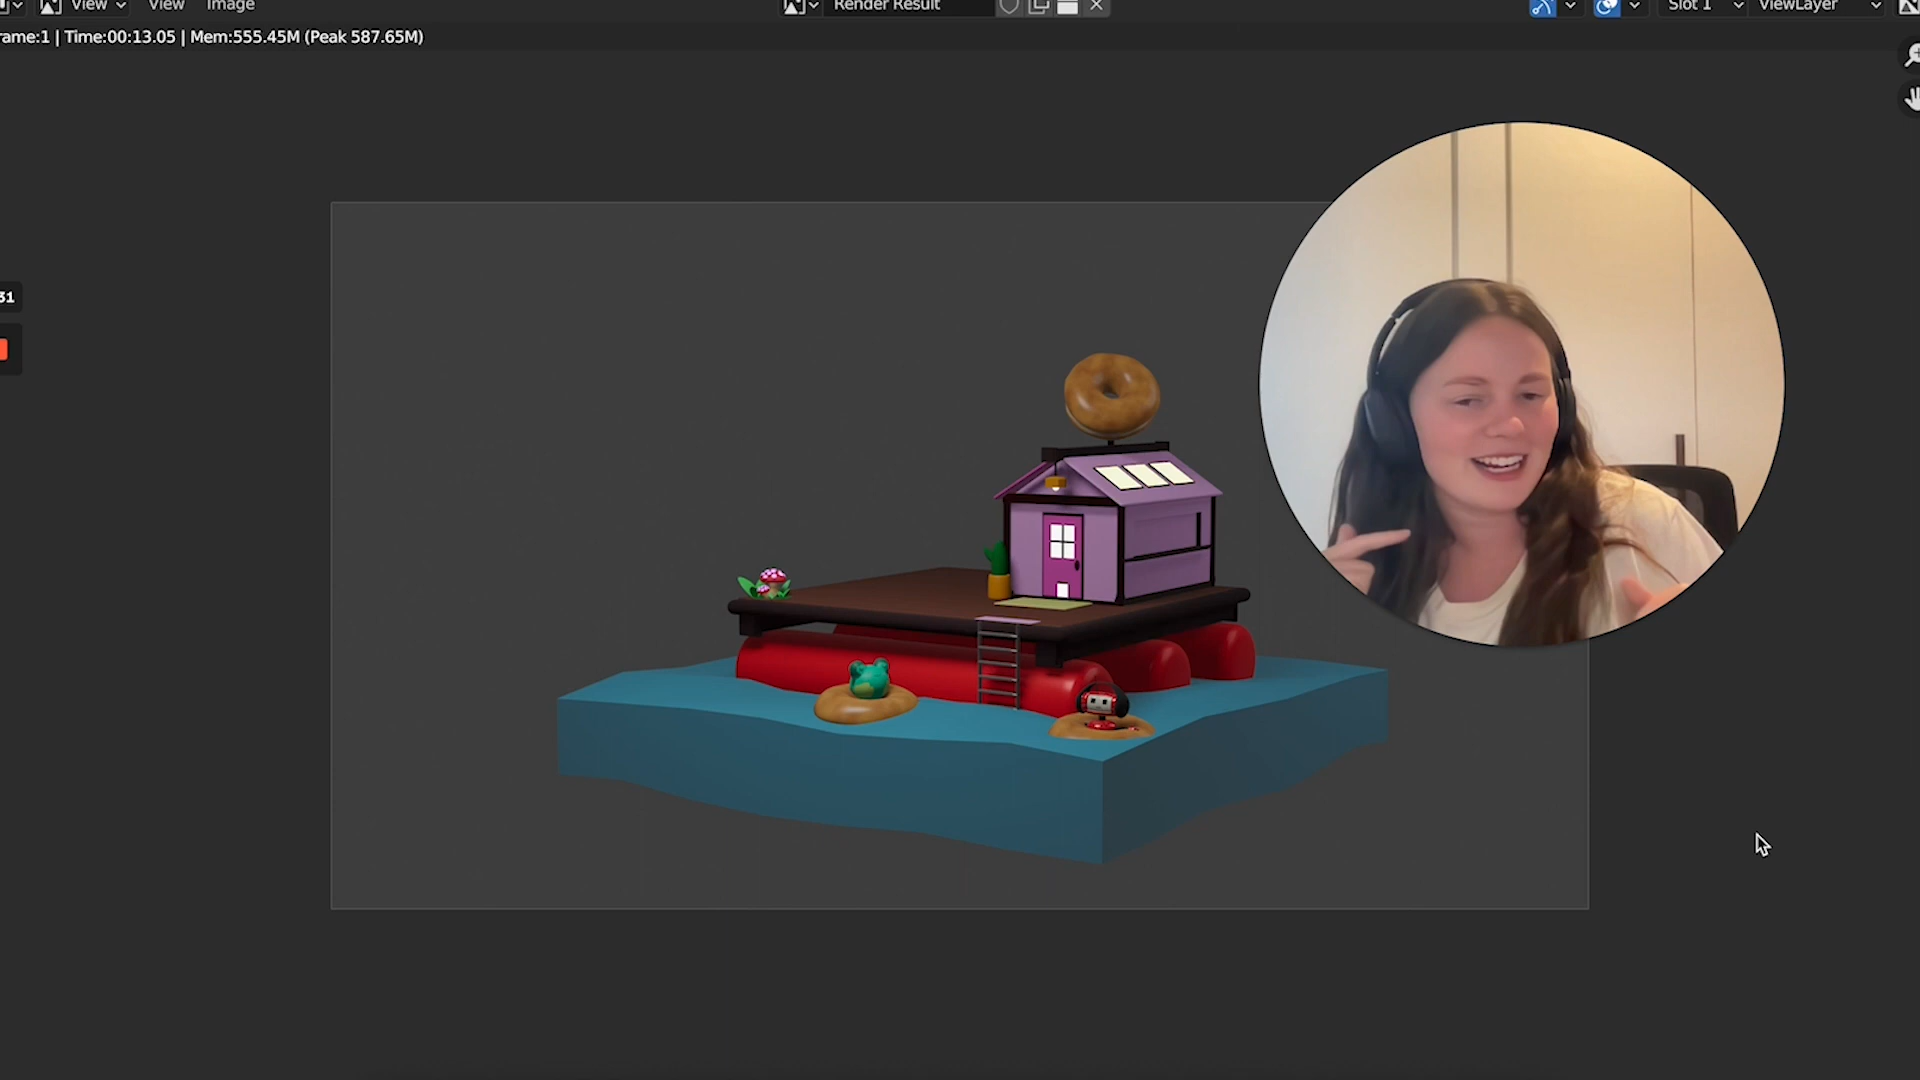 View View Image Render Result Slot 1 ViewLayer
rame:1 | Time:00:13.05 | Mem:555.45M (Peak 587.65M)
31